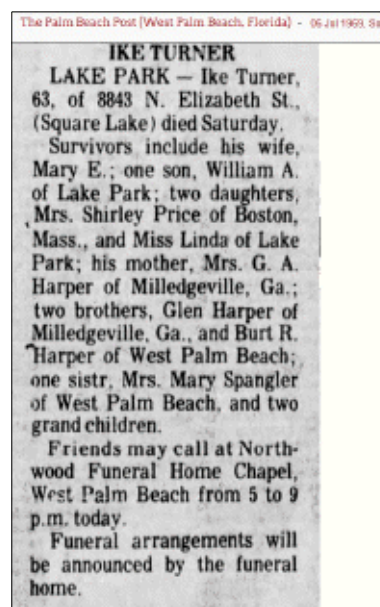 The Palm Beach Post (West Palm Beach, Florida) - 06 Jul 1969, Su
IKE TURNER
LAKE PARK — Ike Turner,
63, of 8843 N. Elizabeth St.,
(Square Lake) died Saturday.
Survivors include his wife,
Mary E.; one son, William A.
of Lake Park; two daughters,
Mrs. Shirley Price of Boston,
Mass., and Miss Linda of Lake
Park; his mother, Mrs. G. A.
Harper of Milledgeville, Ga.;
two brothers, Glen Harper of
Milledgeville, Ga., and Burt R.
Harper of West Palm Beach;
one sistr, Mrs. Mary Spangler
of West Palm Beach, and two
grand children.
Friends may call at North-
wood Funeral Home Chapel,
West Palm Beach from 5 to 9
p.m. today.
Funeral arrangements will
be announced by the funeral
home.